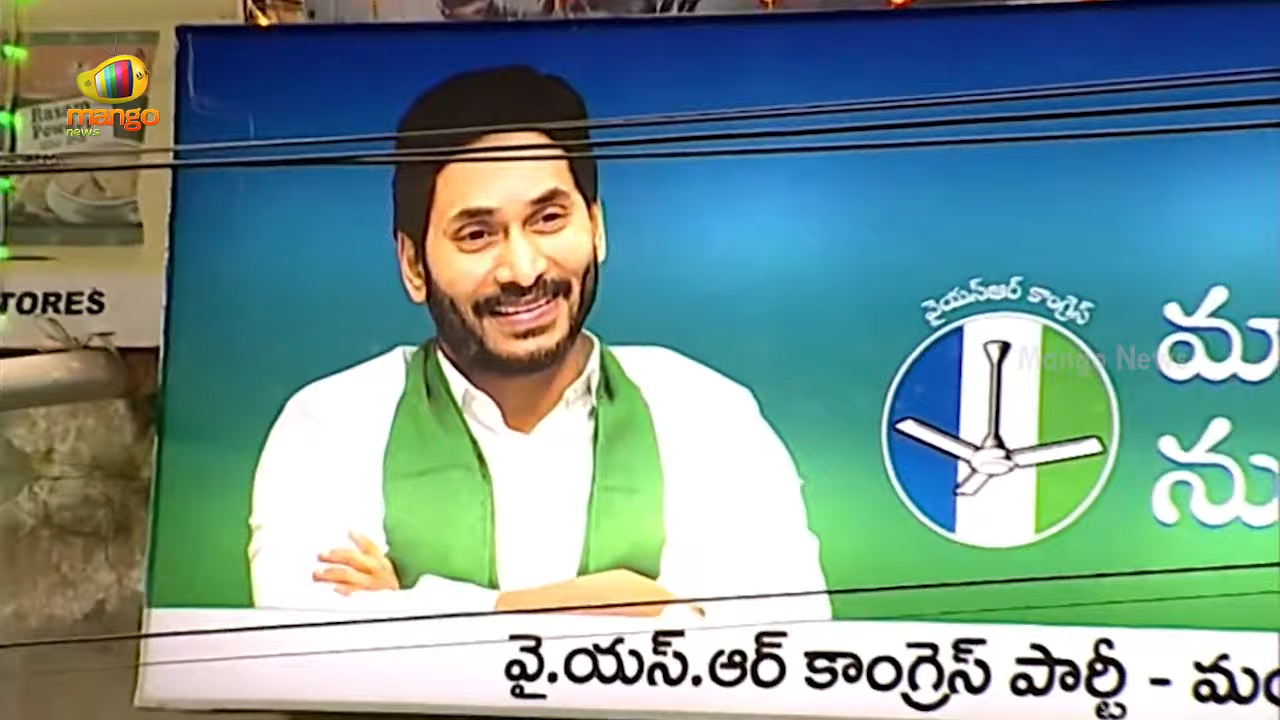 mango
news
TORES
వైయస్ఆర్ కాంగ్రెస్
Mango News
వై.యస్.ఆర్ కాంగ్రెస్ పార్టీ -